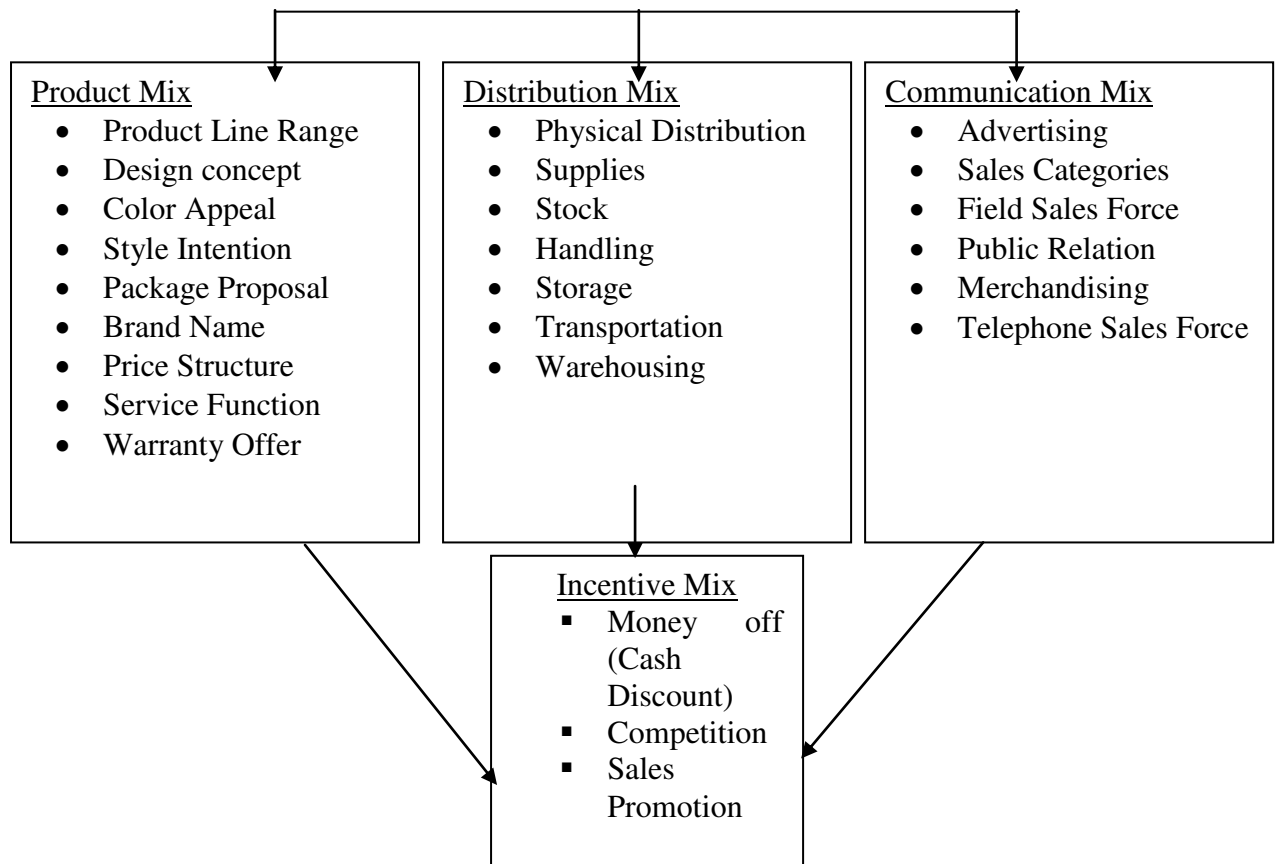 Product Mix
• Product Line Range
• Design concept
• Color Appeal
• Style Intention
• Package Proposal
• Brand Name
• Price Structure
• Service Function
• Warranty Offer
Distribution Mix
• Physical Distribution
• Supplies
• Stock
• Handling
• Storage
• Transportation
• Warehousing
Communication Mix
• Advertising
• Sales Categories
• Field Sales Force
• Public Relation
• Merchandising
• Telephone Sales Force
Incentive Mix
▪ Money off
(Cash
Discount)
▪ Competition
▪ Sales
Promotion